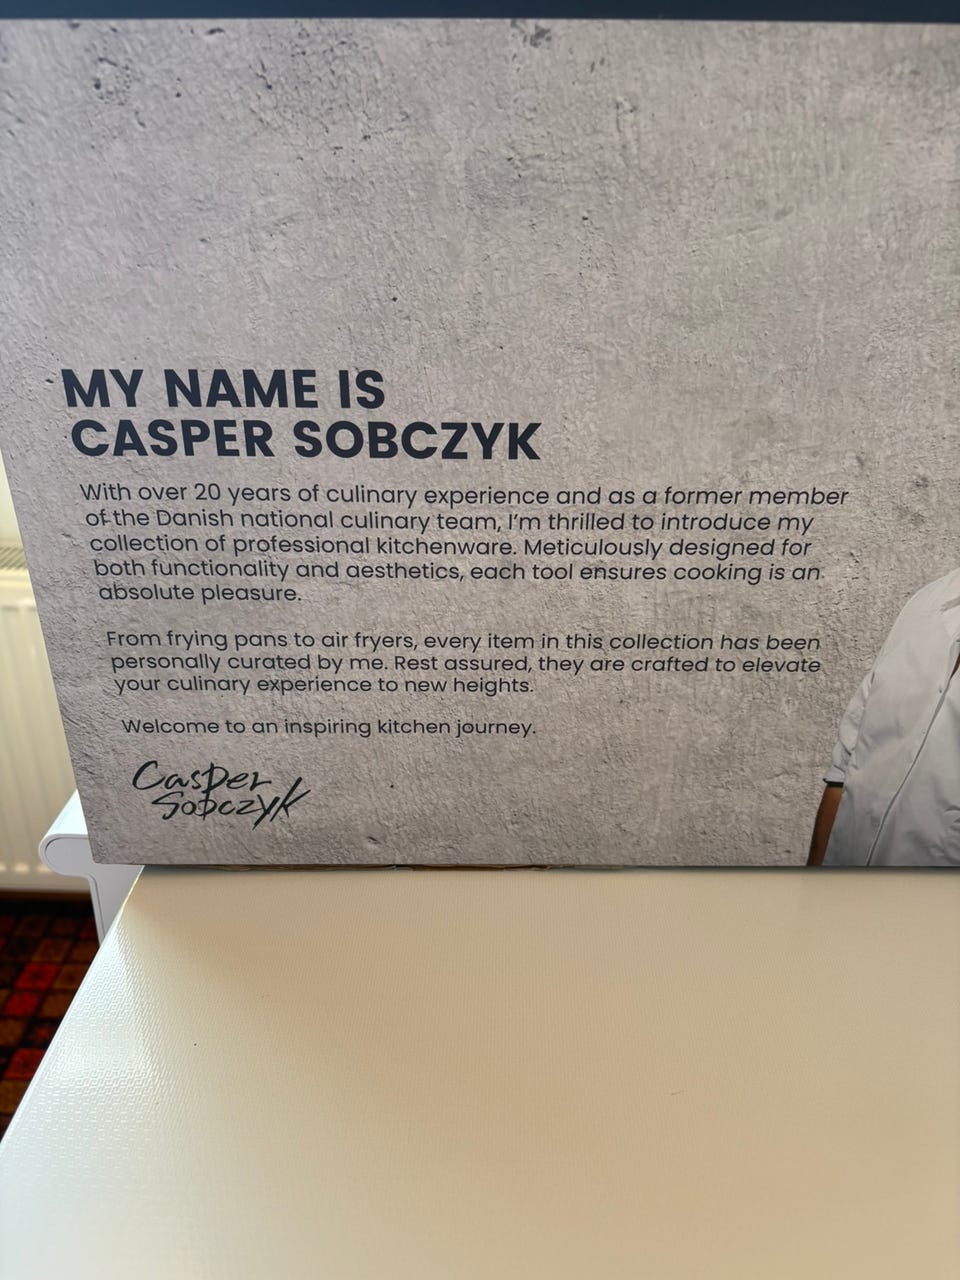 MY NAME IS
CASPER SOBCZYK
With over 20 years of culinary experience and as a former member
of the Danish national culinary team, I'm thrilled to introduce my
collection of professional kitchenware. Meticulously designed for
both functionality and aesthetics, each tool ensures cooking is an
absolute pleasure.
From frying pans to air fryers, every item in this collection has been
personally curated by me. Rest assured, they are crafted to elevate
your culinary experience to new heights.
Welcome to an inspiring kitchen journey.
Casper
Sobczyk